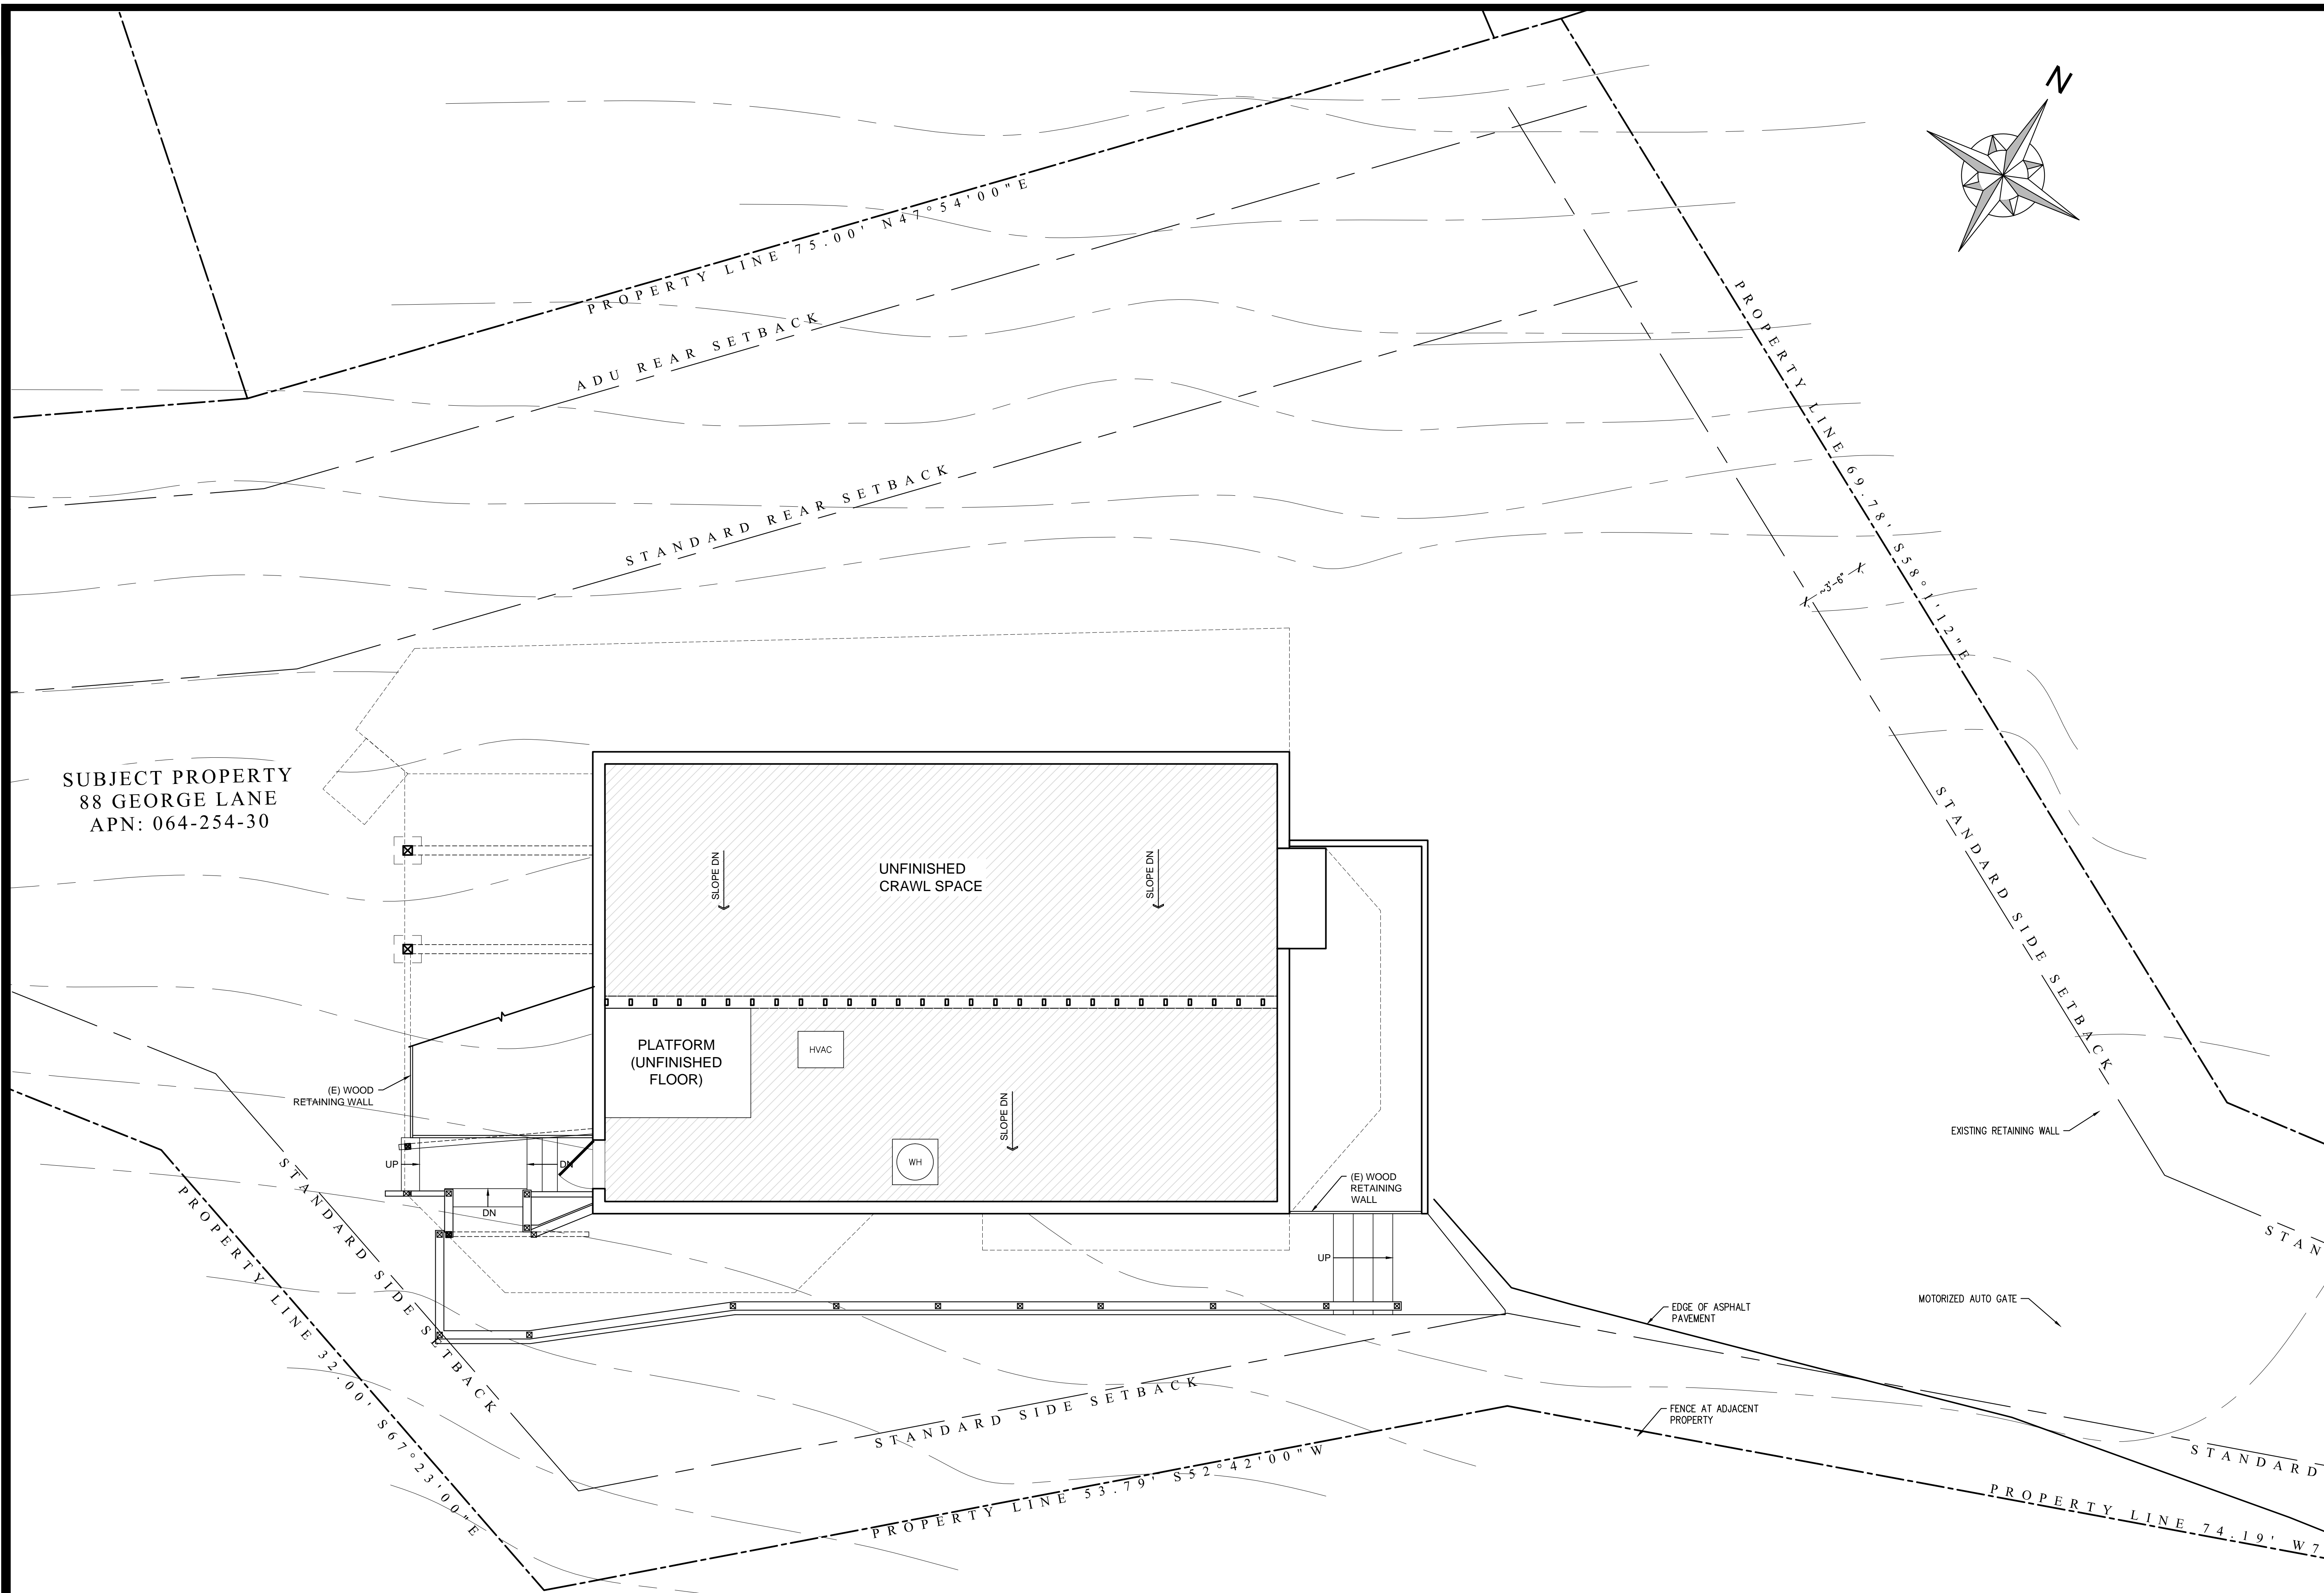 N
PROPERTY LINE 75.00' N47°54'00"E
ADU REAR SETBACK
STANDARD REAR SETBACK
PROPERTY LINE 69.78' S58°1'12"E
~3'-6"
SUBJECT PROPERTY
88 GEORGE LANE
APN: 064-254-30
SLOPE DN
UNFINISHED
CRAWL SPACE
SLOPE DN
STANDARD SIDE SETBACK
PLATFORM
(UNFINISHED
FLOOR)
HVAC
(E) WOOD
RETAINING WALL
SLOPE DN
EXISTING RETAINING WALL
UP
DN
WH
(E) WOOD
RETAINING
WALL
DN
STANDARD SIDE SETBACK
PROPERTY LINE 32.00' S67°23'00"E
UP
STAN
MOTORIZED AUTO GATE
EDGE OF ASPHALT
PAVEMENT
STANDARD SIDE SETBACK
FENCE AT ADJACENT
PROPERTY
PROPERTY LINE 53.79' S52°42'00"W
STANDARD
PROPERTY LINE 74.19' W7